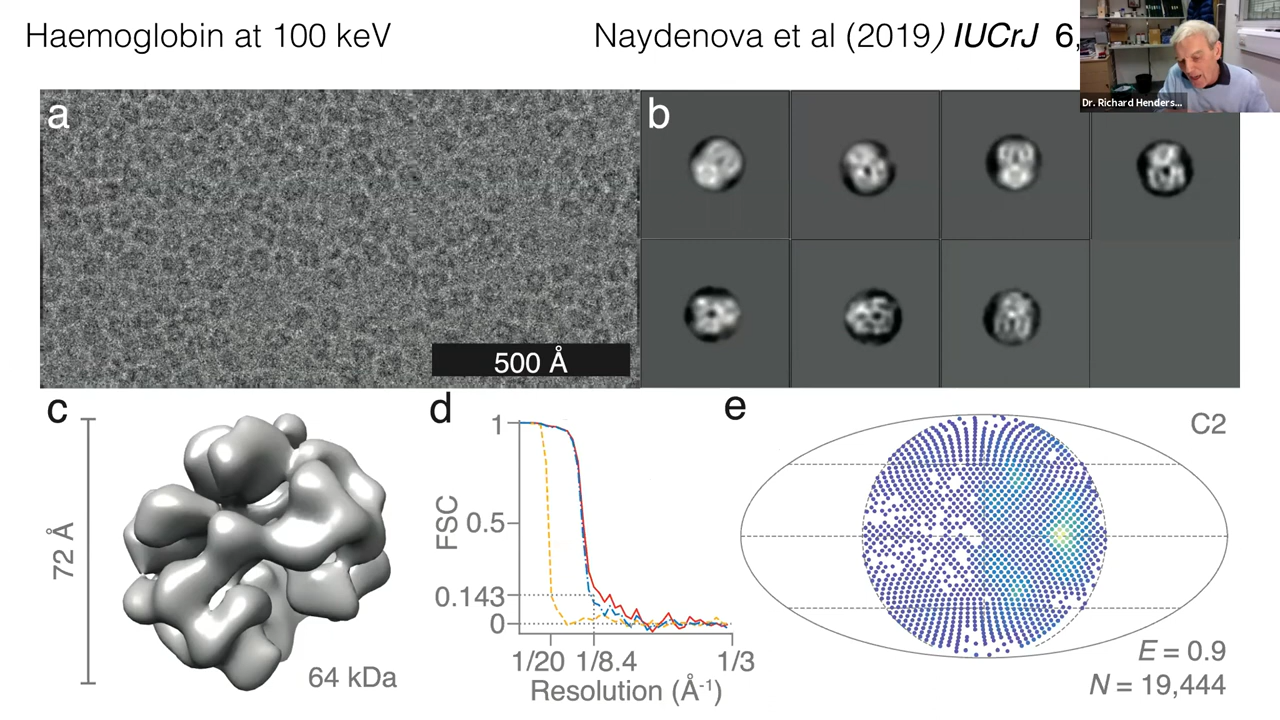 Haemoglobin at 100 keV
Naydenova et al (2019) IUCrJ 6,
Dr. Richard Henders...
a
500 Å
b
c
72 Å
64 kDa
d
1
FSC
0.5
0.143
0
1/20 1/8.4 1/3
Resolution (Å-1)
e
C2
E = 0.9
N = 19,444